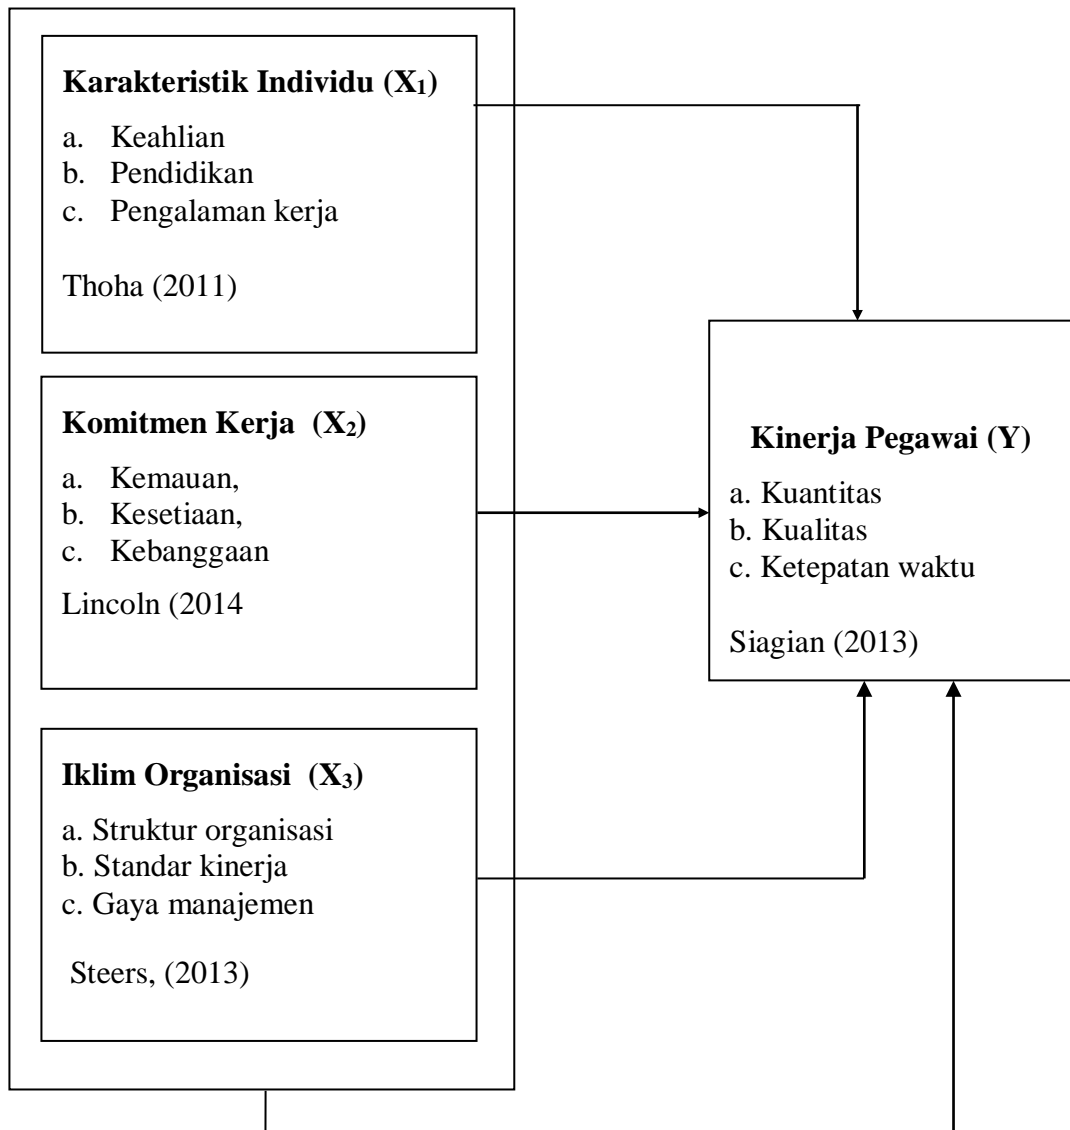 Karakteristik Individu (X₁)
a. Keahlian
b. Pendidikan
c. Pengalaman kerja
Thoha (2011)
Komitmen Kerja (X₂)
a. Kemauan,
b. Kesetiaan,
c. Kebanggaan
Lincoln (2014
Iklim Organisasi (X₃)
a. Struktur organisasi
b. Standar kinerja
c. Gaya manajemen
Steers, (2013)
Kinerja Pegawai (Y)
a. Kuantitas
b. Kualitas
c. Ketepatan waktu
Siagian (2013)